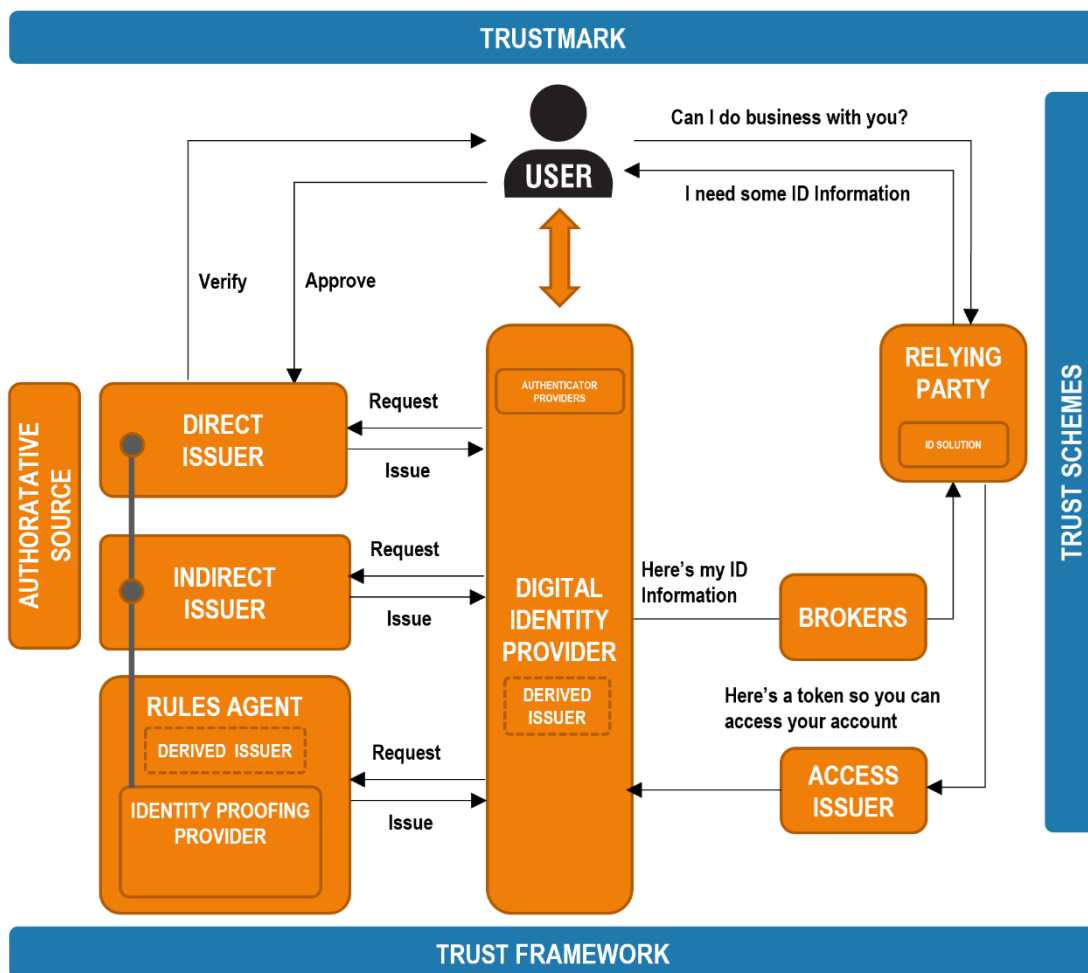 TRUSTMARK
Can I do business with you?
USER
I need some ID Information
Verify
Approve
RELYING
PARTY
ID SOLUTION
TRUST SCHEMES
AUTHORATATIVE
SOURCE
DIRECT
ISSUER
Request
Issue
AUTHENTICATOR
PROVIDERS
INDIRECT
ISSUER
Request
Issue
DIGITAL
IDENTITY
PROVIDER
DERIVED
ISSUER
Here's my ID
Information
BROKERS
RULES AGENT
DERIVED ISSUER
IDENTITY PROOFING
PROVIDER
Request
Issue
Here's a token so you can
access your account
ACCESS
ISSUER
TRUST FRAMEWORK